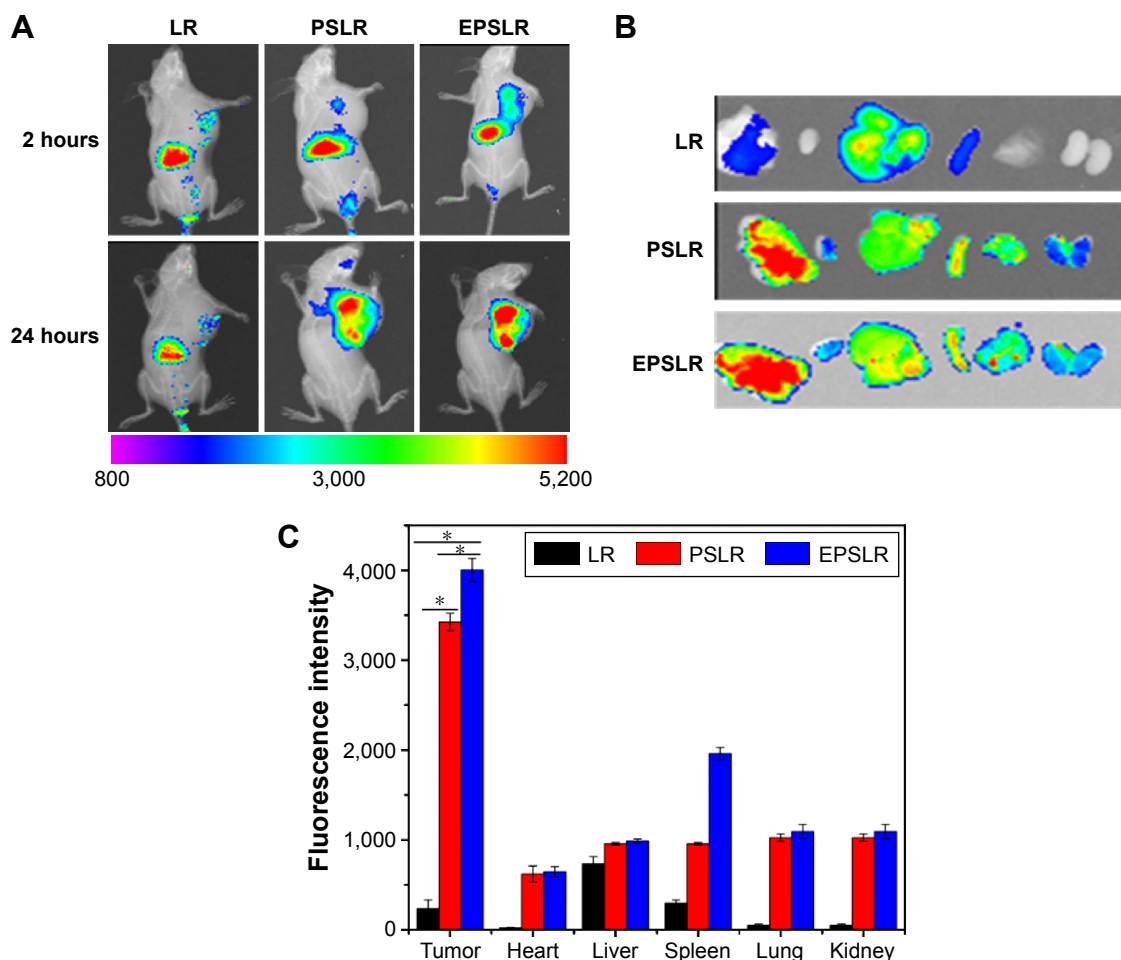 A
LR PSLR EPSLR
2 hours
24 hours
800 3,000 5,200
B
LR
PSLR
EPSLR
C
LR PSLR EPSLR
* * *
Fluorescence intensity
4,000
3,000
2,000
1,000
0
Tumor Heart Liver Spleen Lung Kidney